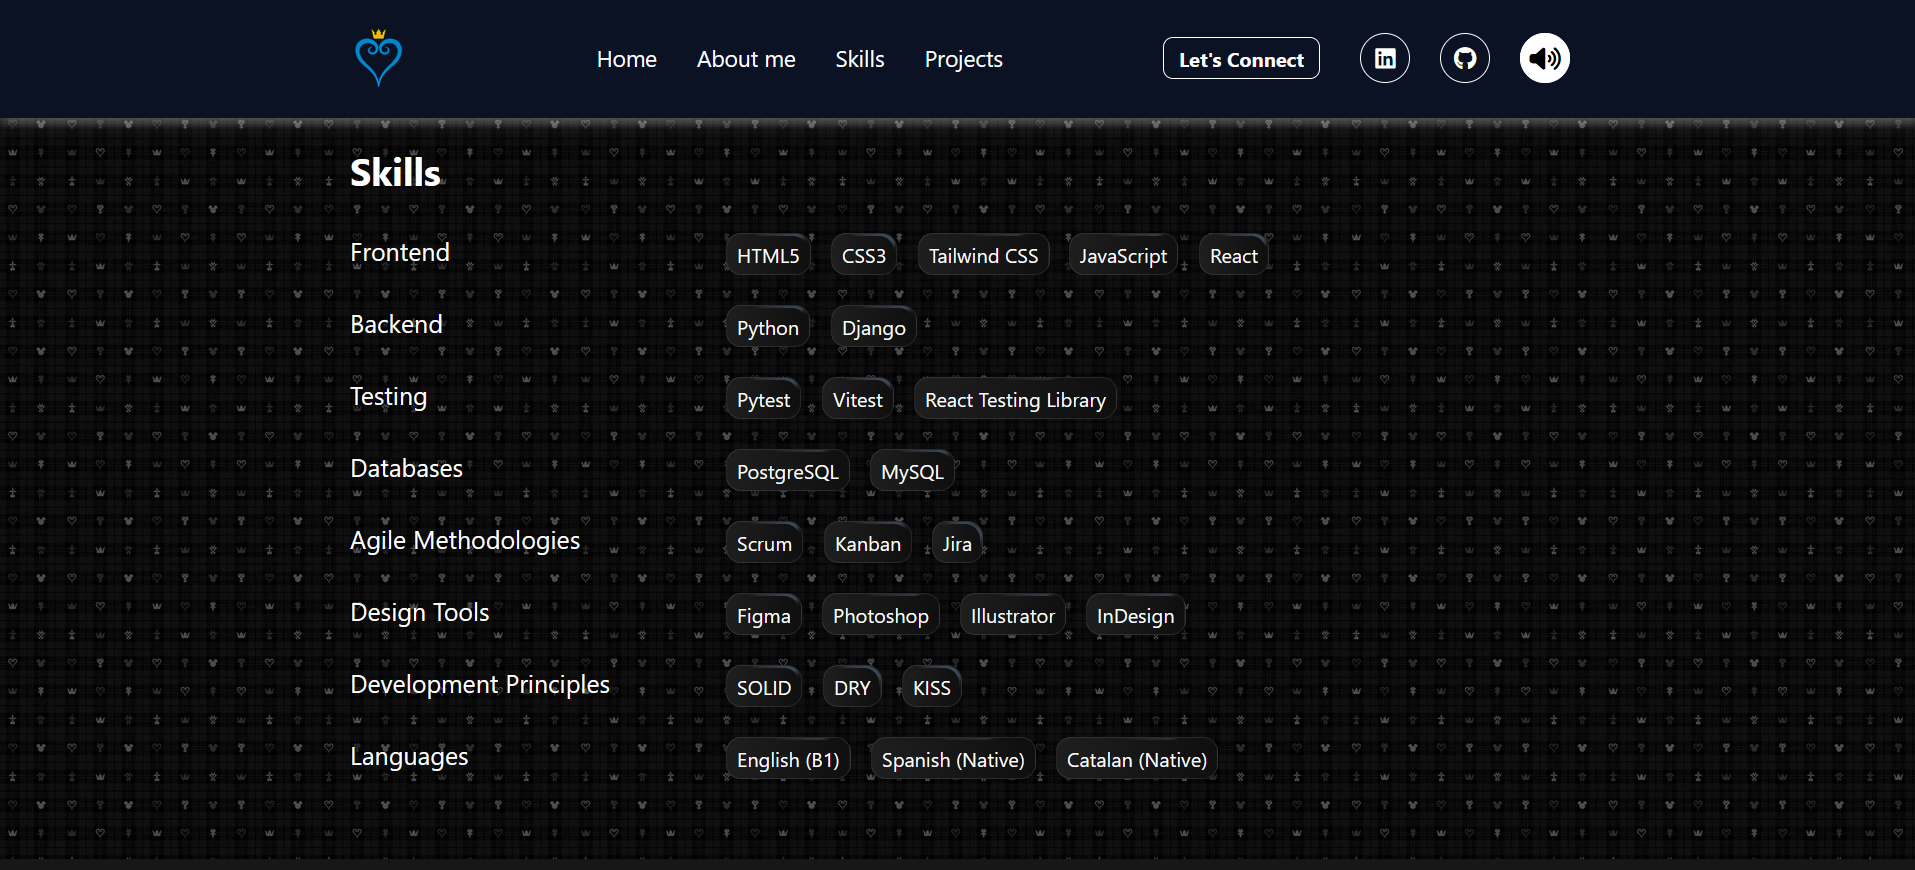 Home About me Skills Projects Let's Connect in
Skills
Frontend HTML5 CSS3 Tailwind CSS JavaScript React
Backend Python Django
Testing Pytest Vitest React Testing Library
Databases PostgreSQL MySQL
Agile Methodologies Scrum Kanban Jira
Design Tools Figma Photoshop Illustrator InDesign
Development Principles SOLID DRY KISS
Languages English (B1) Spanish (Native) Catalan (Native)